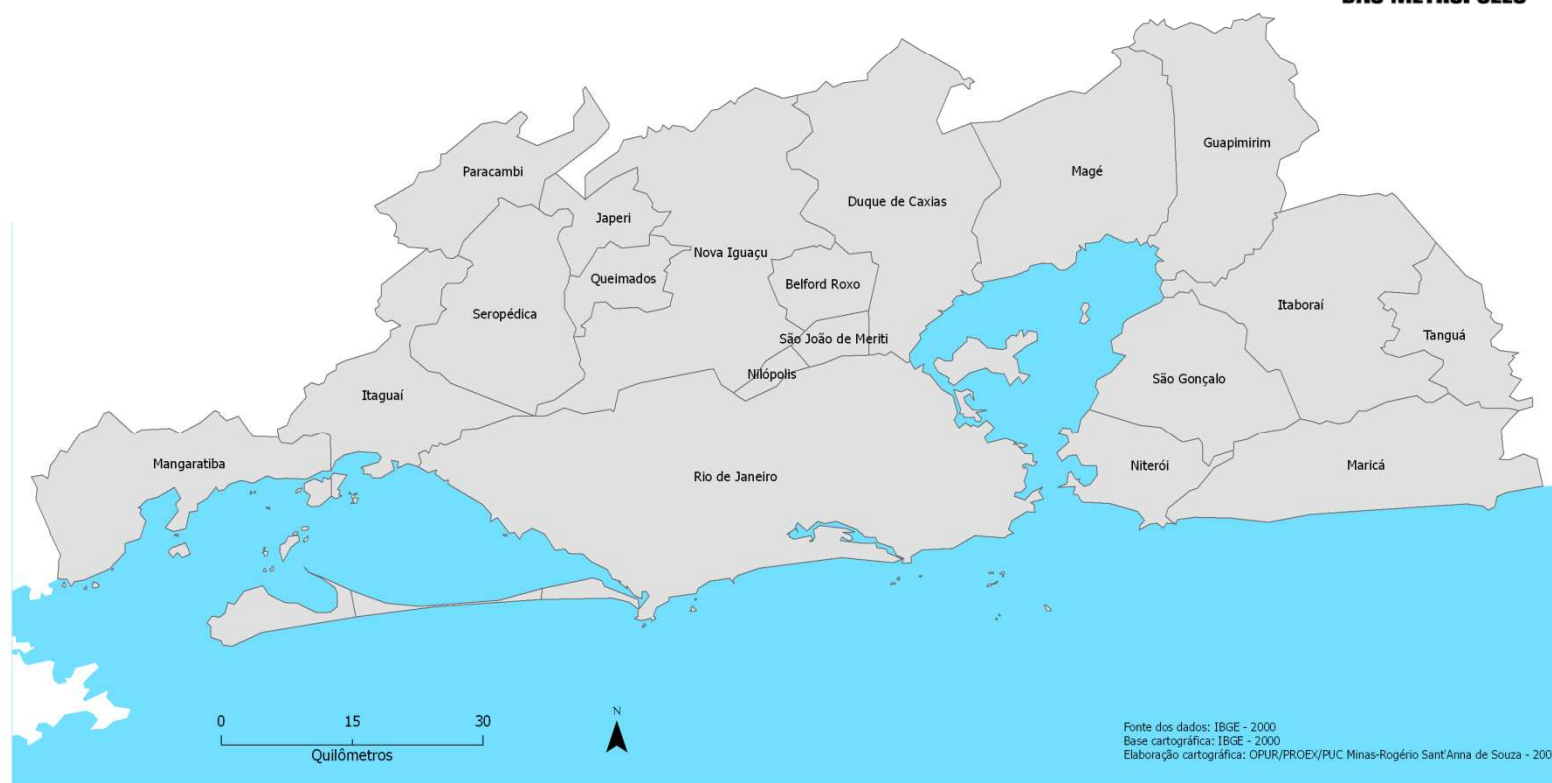 Guapimirim
Paracambi
Magé
Duque de Caxias
Japeri
Nova Iguaçu
Queimados
Belford Roxo
Itaboraí
Seropédica
São João de Meriti
Tanguá
Nilópolis
São Gonçalo
Itaguaí
Mangaratiba
Niterói
Maricá
Rio de Janeiro
0 15 30
Quilômetros
N
Fonte dos dados: IBGE - 2000
Base cartográfica: IBGE - 2000
Elaboração cartográfica: OPUR/PROEX/PUC Minas-Rogério Sant'Anna de Souza - 200